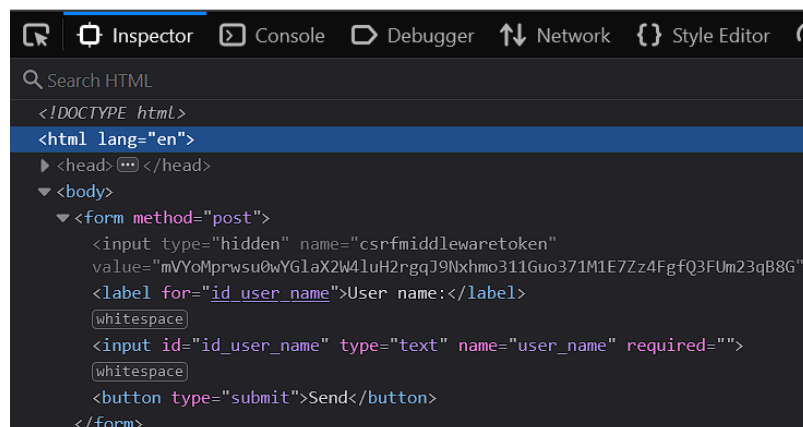 Inspector Console Debugger Network {} Style Editor
Search HTML
<!DOCTYPE html>
<html lang="en">
<head> ··· </head>
<body>
<form method="post">
<input type="hidden" name="csrfmiddlewaretoken"
value="mVYoMprwsu0wYGlaX2W4luH2rgqJ9Nxhmo311Guo371M1E7Zz4FgfQ3FUm23qB8G"
<label for="id_user_name">User name:</label>
whitespace
<input id="id_user_name" type="text" name="user_name" required="">
whitespace
<button type="submit">Send</button>
</form>